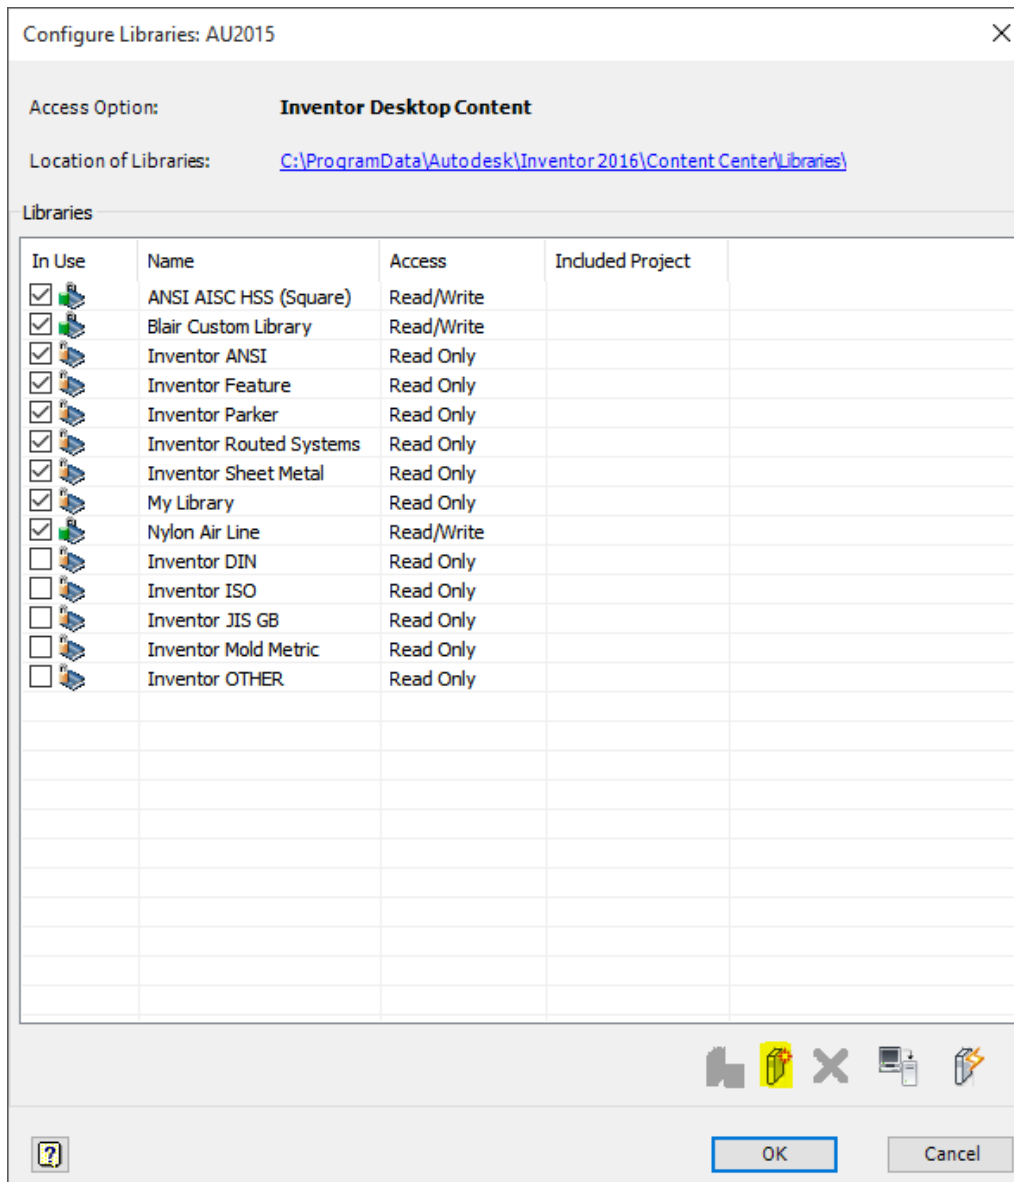 Configure Libraries: AU2015
Access Option: Inventor Desktop Content
Location of Libraries: C:\ProgramData\Autodesk\Inventor 2016\Content Center\Libraries\
Libraries
In Use Name Access Included Project
ANSI AISC HSS (Square) Read/Write
Blair Custom Library Read/Write
Inventor ANSI Read Only
Inventor Feature Read Only
Inventor Parker Read Only
Inventor Routed Systems Read Only
Inventor Sheet Metal Read Only
My Library Read Only
Nylon Air Line Read/Write
Inventor DIN Read Only
Inventor ISO Read Only
Inventor JIS GB Read Only
Inventor Mold Metric Read Only
Inventor OTHER Read Only
? OK Cancel